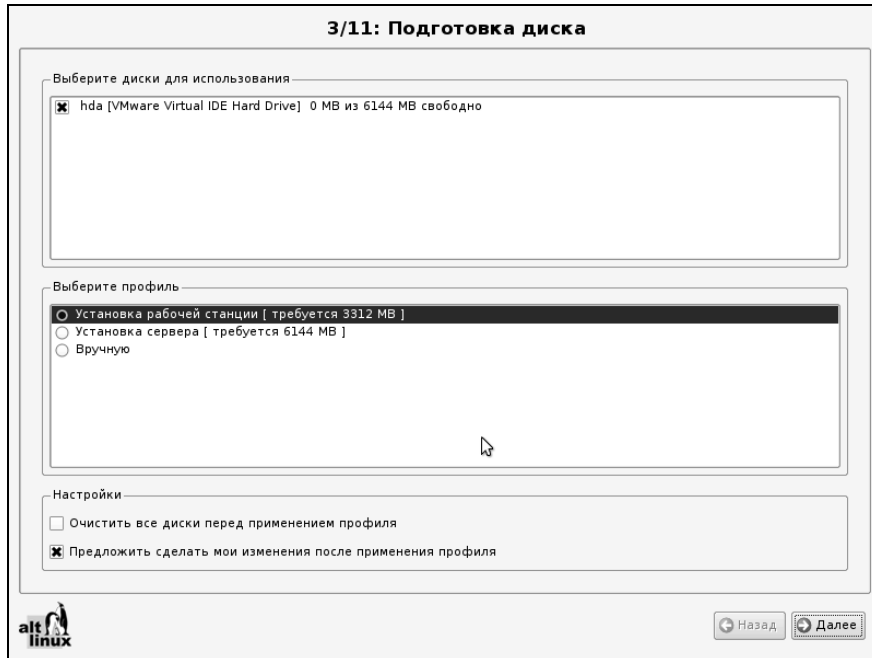 3/11: Подготовка диска
Выберите диски для использования
hda [VMware Virtual IDE Hard Drive] 0 MB из 6144 MB свободно
Выберите профиль
Установка рабочей станции [ требуется 3312 MB ]
Установка сервера [ требуется 6144 MB ]
Вручную
Настройки
Очистить все диски перед применением профиля
Предложить сделать мои изменения после применения профиля
alt
linux
Назад
Далее